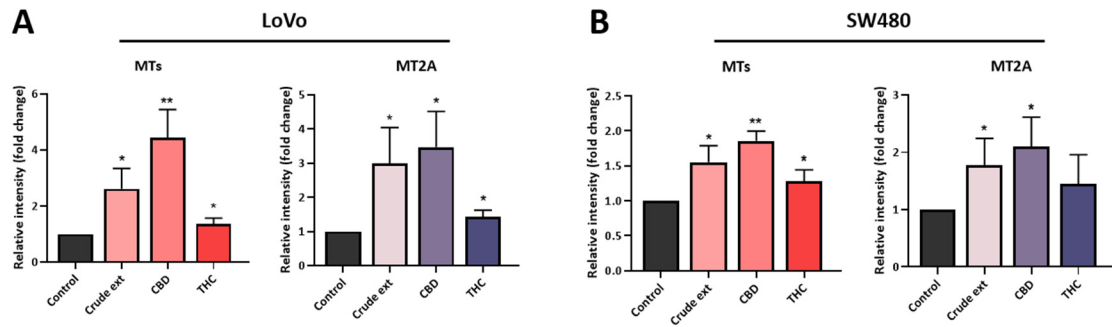 A
LoVo
MTs
Relative intensity (fold change)
6
4
2
0
*
**
*
Control
Crude ext
CBD
THC
MT2A
Relative intensity (fold change)
5
4
3
2
1
0
*
*
*
Control
Crude ext
CBD
THC
B
SW480
MTs
Relative intensity (fold change)
2.5
2.0
1.5
1.0
0.5
0.0
*
**
*
Control
Crude ext
CBD
THC
MT2A
Relative intensity (fold change)
3
2
1
0
*
*
Control
Crude ext
CBD
THC